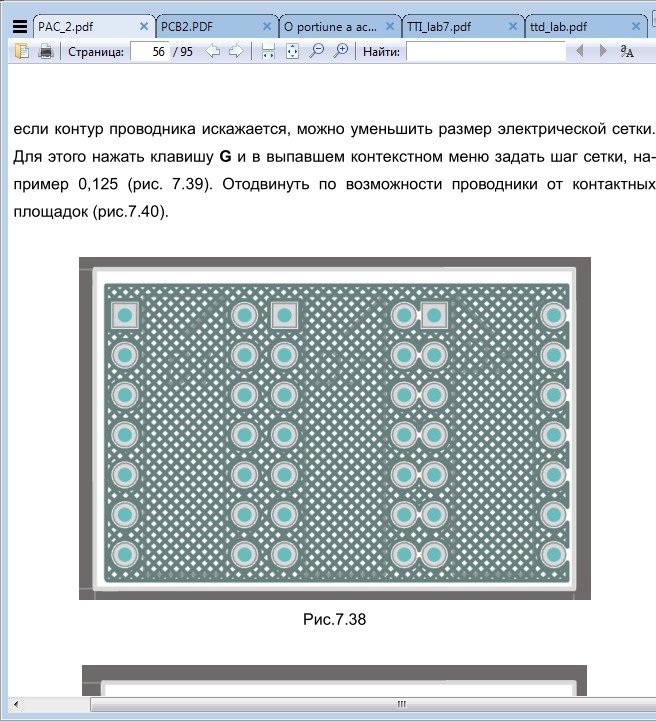 PAC_2.pdf
PCB2.PDF
O portiune a ac...
TTI_lab7.pdf
ttd_lab.pdf
Страница: 56 / 95
Найти:
если контур проводника искажается, можно уменьшить размер электрической сетки.
Для этого нажать клавишу G и в выпавшем контекстном меню задать шаг сетки, на-
пример 0,125 (рис. 7.39). Отодвинуть по возможности проводники от контактных
площадок (рис.7.40).
Рис.7.38